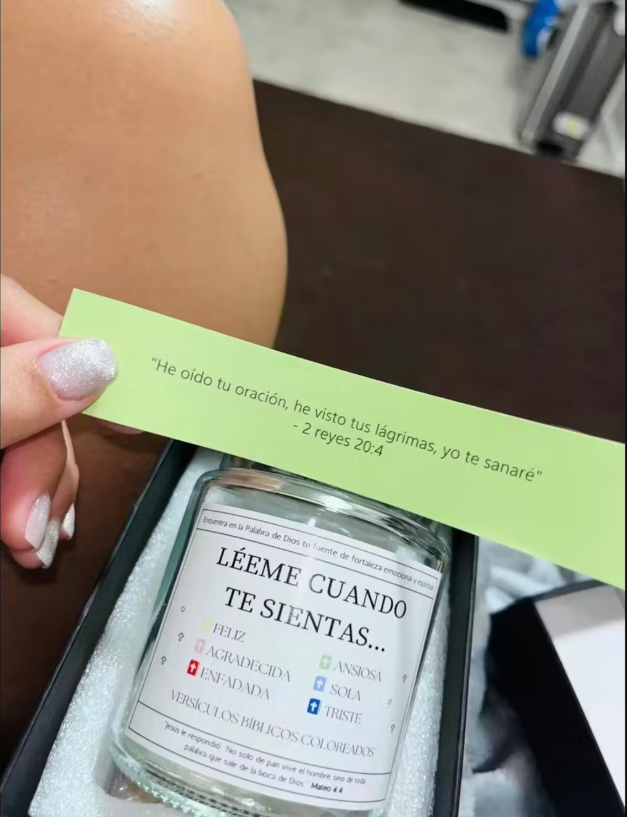 "He oído tu oración, he visto tus lágrimas, yo te sanaré"
- 2 reyes 20:4
Encuentra en la Palabra de Dios tu fuente de fortaleza emocional y espiritual
LÉEME CUANDO
TE SIENTAS...
FELIZ
AGRADECIDA
ENFADADA
ANSIOSA
SOLA
TRISTE
VERSÍCULOS BÍBLICOS COLOREADOS
Jesús le respondió: No solo de pan vive el hombre, sino de toda
palabra que sale de la boca de Dios" Mateo 4:4